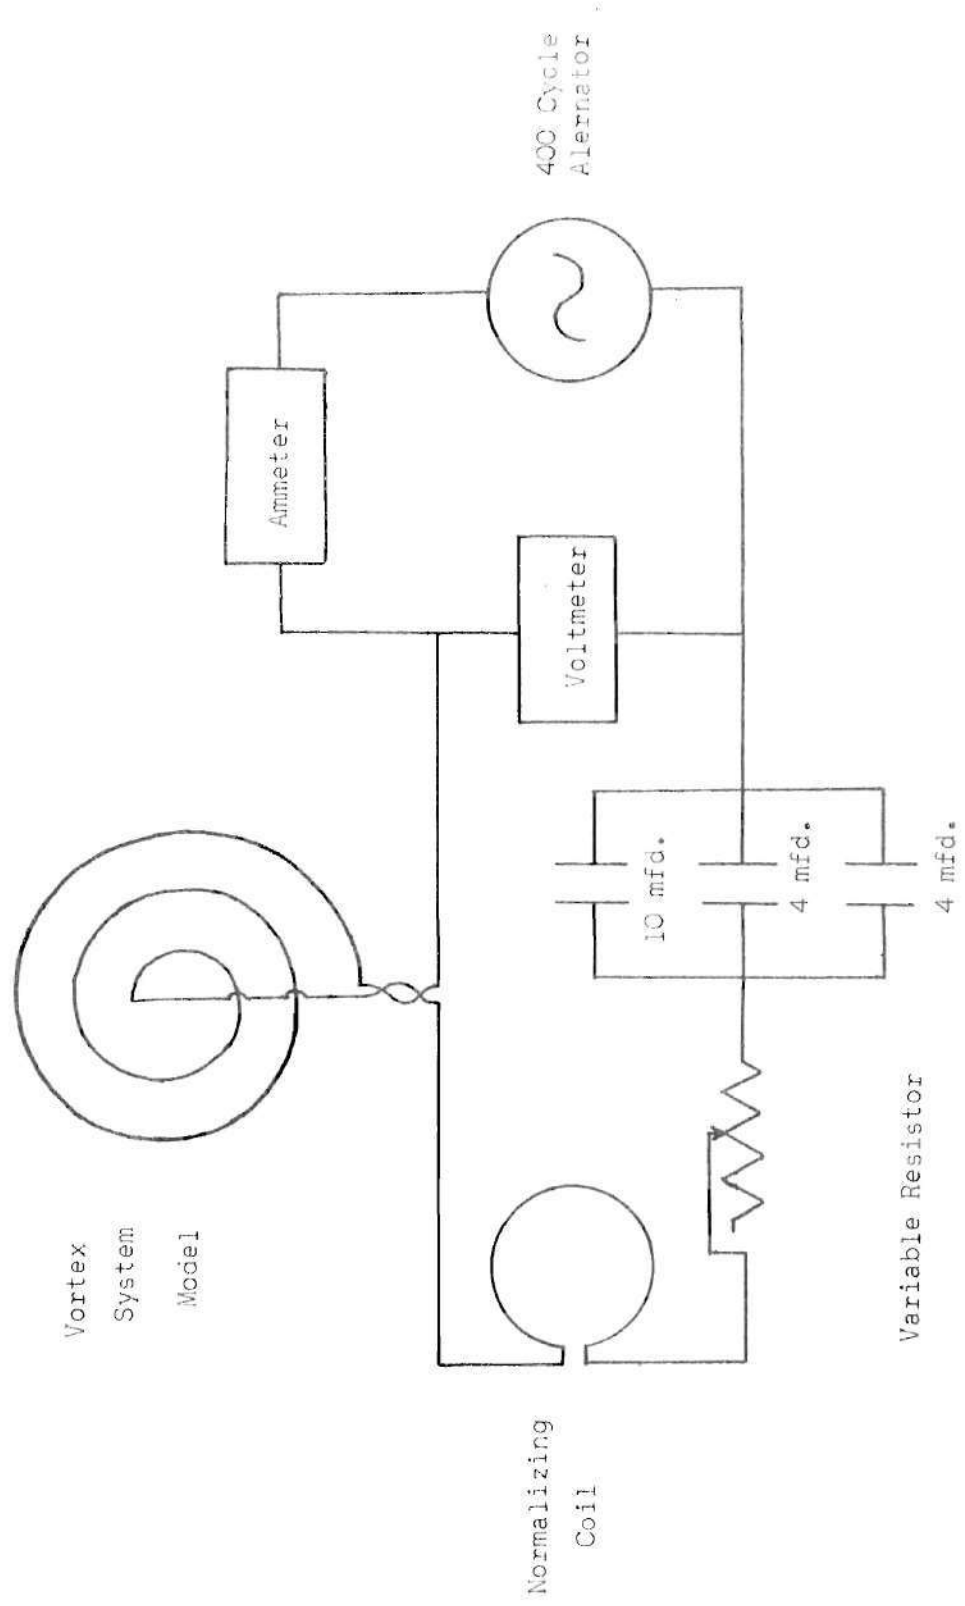 Vortex
System
Model
Ammeter
400 Cycle
Alernator
Voltmeter
Normalizing
Coil
10 mfd.
4 mfd.
4 mfd.
Variable Resistor